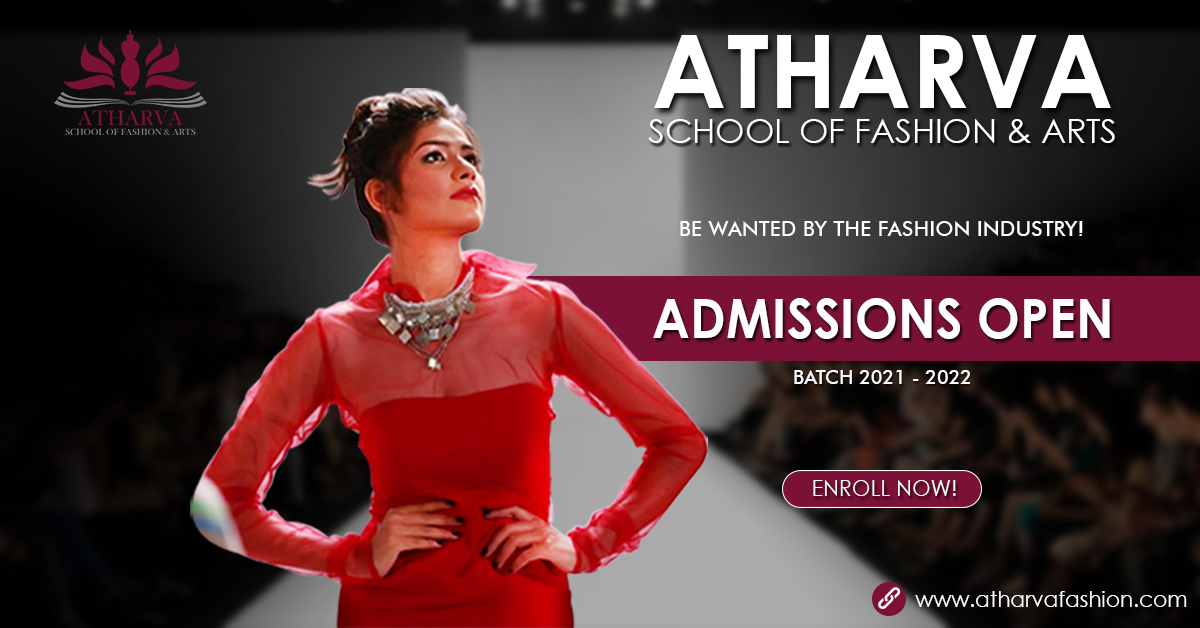 ATHARVA
SCHOOL OF FASHION & ARTS
ATHARVA
SCHOOL OF FASHION & ARTS
BE WANTED BY THE FASHION INDUSTRY!
ADMISSIONS OPEN
BATCH 2021 - 2022
ENROLL NOW!
www.atharvafashion.com